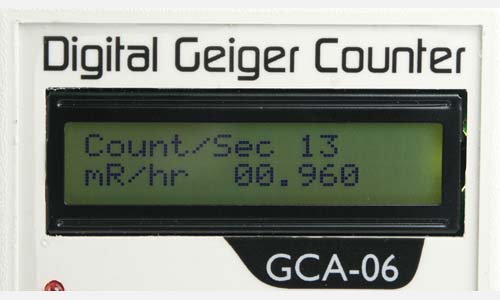 Digital Geiger Counter
Count/Sec 13
mR/hr 00.960
GCA-06